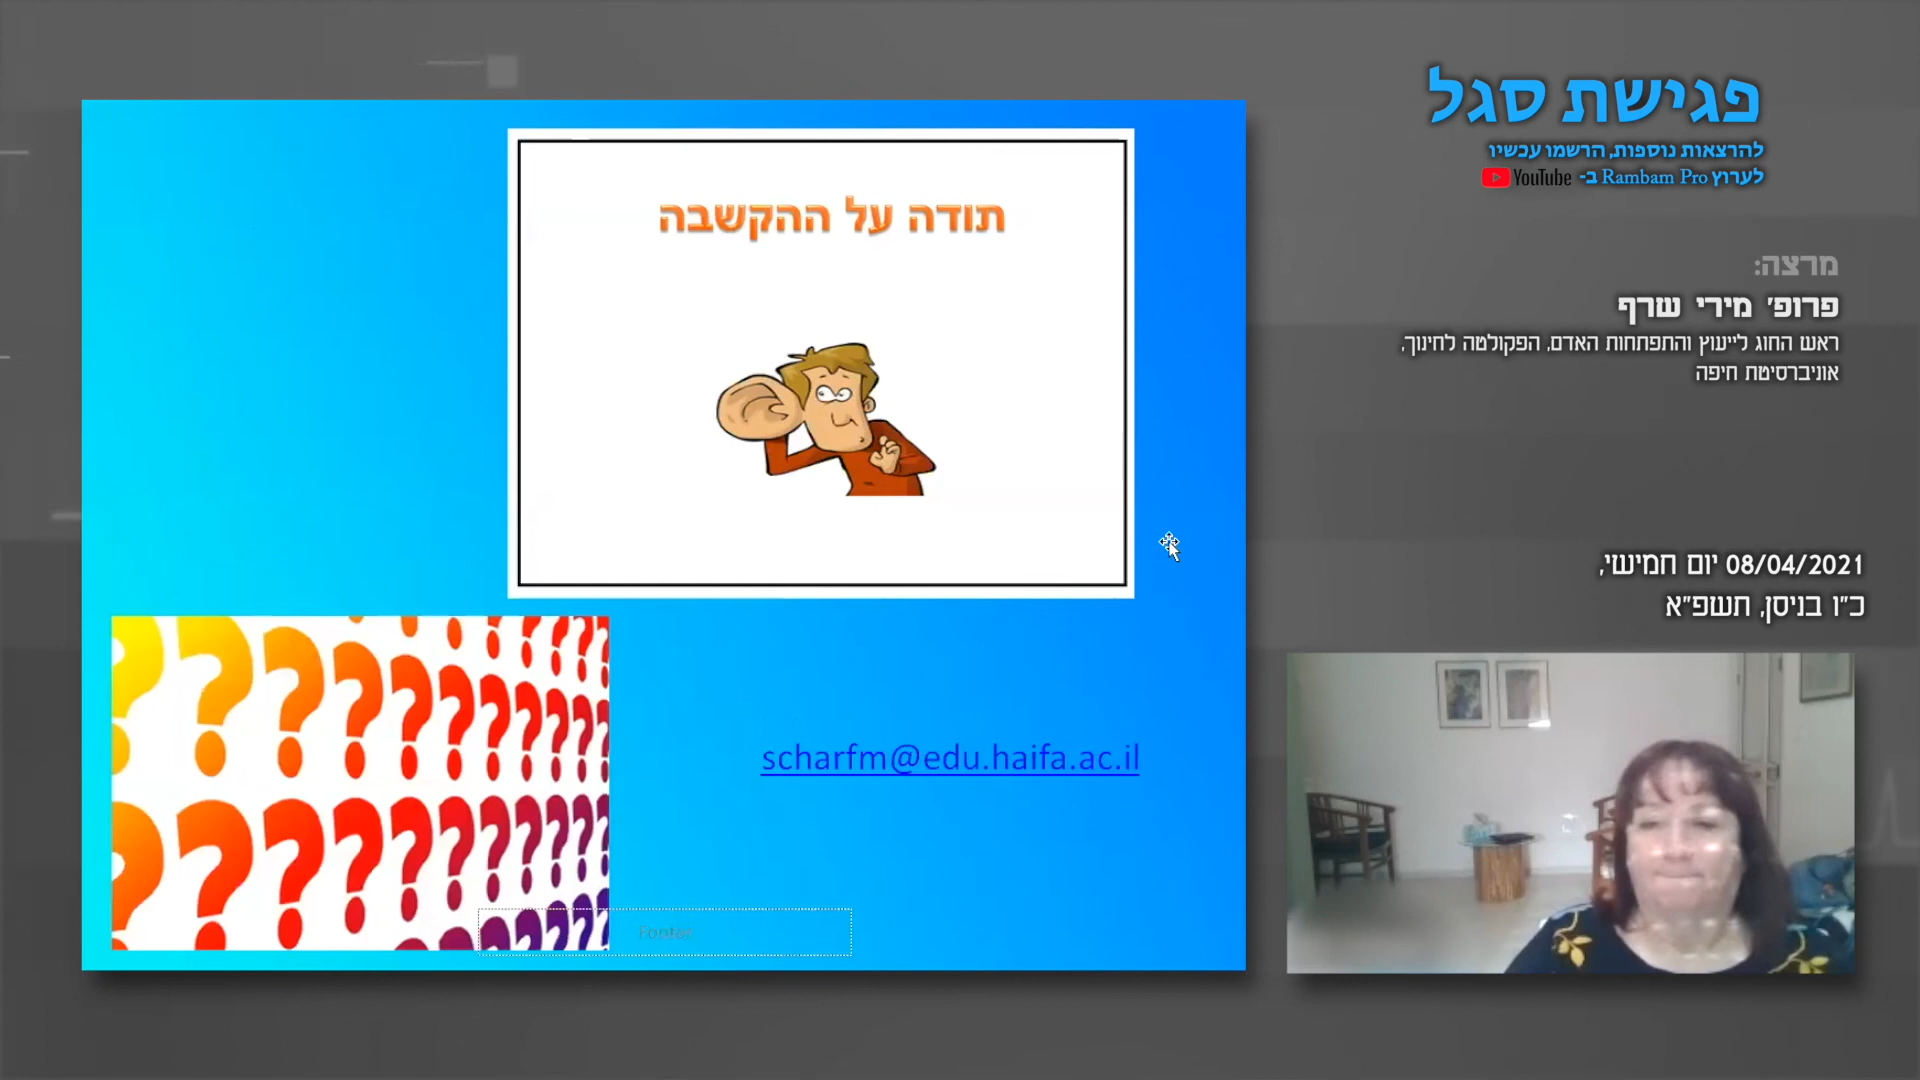 פגישת סגל
להרצאות נוספות, הרשמו עכשיו
לערוץ Rambam Pro ב- YouTube
מרצה:
פרופ' מירי שרף
ראש החוג לייעוץ והתפתחות האדם, הפקולטה לחינוך,
אוניברסיטת חיפה
08/04/2021 יום חמישי,
כ"ו בניסן, תשפ"א
תודה על ההקשבה
scharfm@edu.haifa.ac.il
Footer